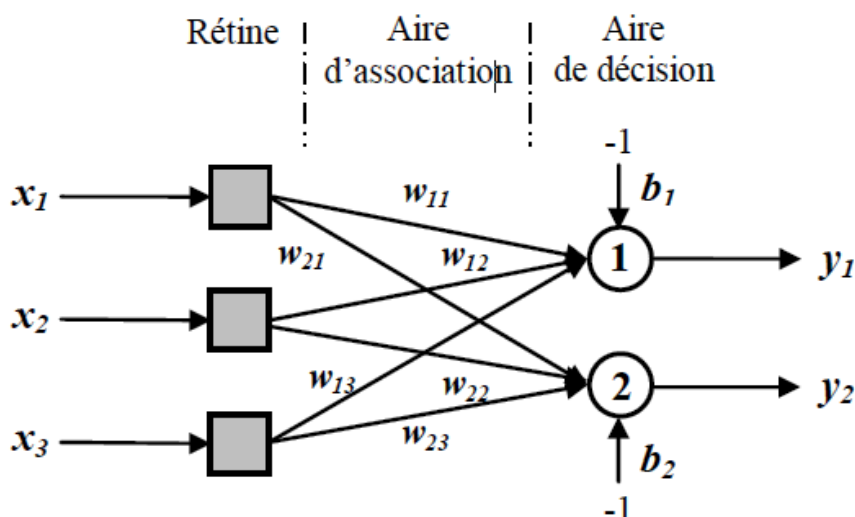 Rétine
Aire
d'association
Aire
de décision
-1
b1
x1
w11
w21
w12
1
y1
x2
w13
w22
2
y2
x3
w23
b2
-1